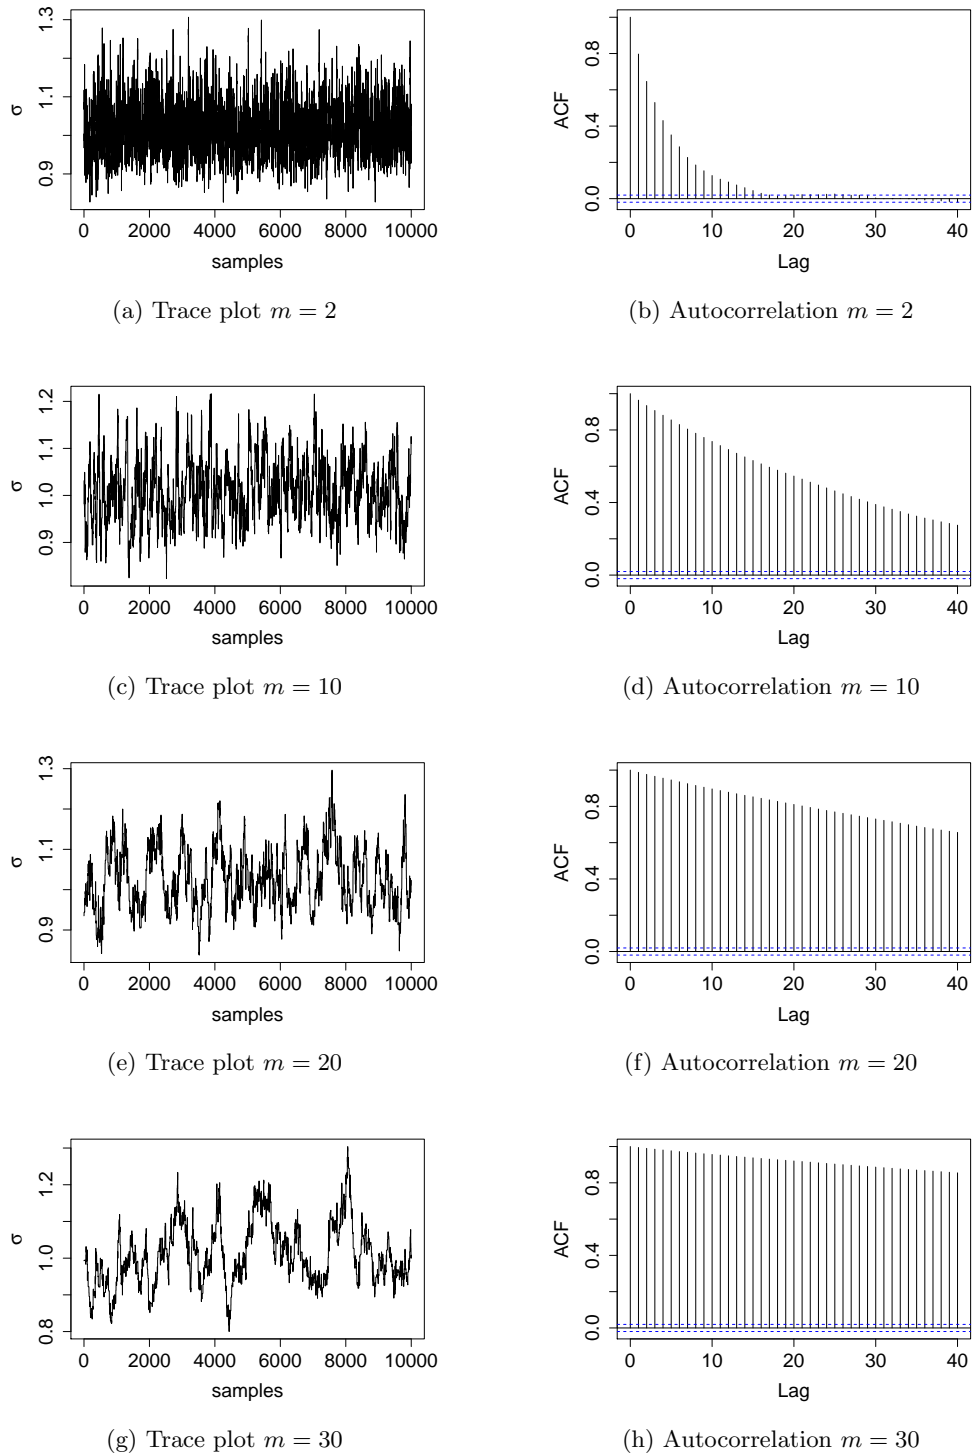 1.3
1.1
0.9
σ
0 2000 4000 6000 8000 10000
samples
(a) Trace plot m = 2
0.8
0.4
0.0
ACF
0 10 20 30 40
Lag
(b) Autocorrelation m = 2
1.2
1.1
1.0
0.9
σ
0 2000 4000 6000 8000 10000
samples
(c) Trace plot m = 10
0.8
0.4
0.0
ACF
0 10 20 30 40
Lag
(d) Autocorrelation m = 10
1.3
1.1
0.9
σ
0 2000 4000 6000 8000 10000
samples
(e) Trace plot m = 20
0.8
0.4
0.0
ACF
0 10 20 30 40
Lag
(f) Autocorrelation m = 20
1.2
1.0
0.8
σ
0 2000 4000 6000 8000 10000
samples
(g) Trace plot m = 30
0.8
0.4
0.0
ACF
0 10 20 30 40
Lag
(h) Autocorrelation m = 30